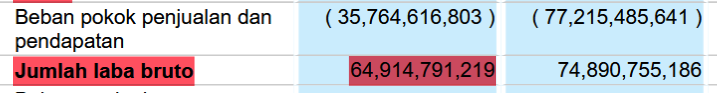 Beban pokok penjualan dan ( 35,764,616,803 ) ( 77,215,485,641 )
pendapatan
Jumlah laba bruto 64,914,791,219 74,890,755,186